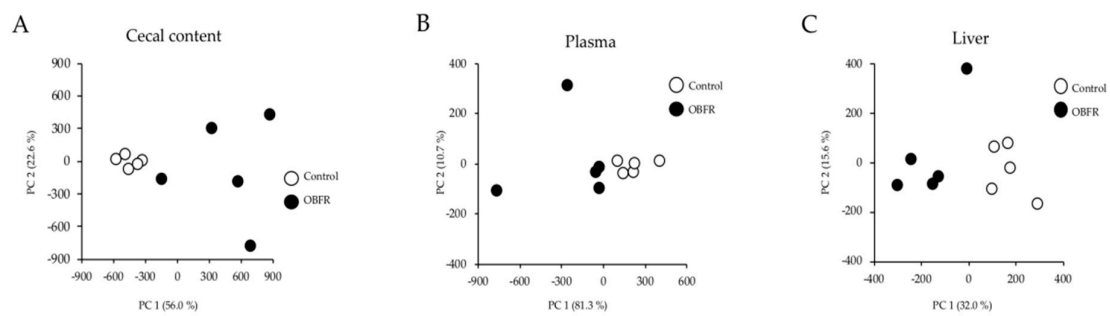 A
Cecal content
PC 2 (22.6 %)
900
600
300
0
-300
-600
-900
-900 -600 -300 0 300 600 900
PC 1 (56.0 %)
Control
OBFR
B
Plasma
PC 2 (10.7 %)
400
200
0
-200
-400
-900 -600 -300 0 300 600
PC 1 (81.3 %)
Control
OBFR
C
Liver
PC 2 (15.6 %)
400
200
0
-200
-400
-400 -200 0 200 400
PC 1 (32.0 %)
Control
OBFR